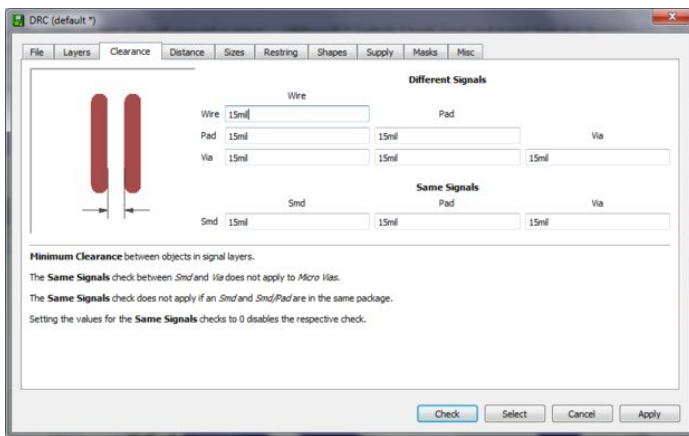 DRC (default *)
File Layers Clearance Distance Sizes Restring Shapes Supply Masks Misc
Different Signals
Wire
Wire 15mil Pad
Pad 15mil 15mil Via
Via 15mil 15mil 15mil
Same Signals
Smd Pad Via
Smd 15mil 15mil 15mil
Minimum Clearance between objects in signal layers.
The Same Signals check between Smd and Via does not apply to Micro Vias.
The Same Signals check does not apply if an Smd and Smd/Pad are in the same package.
Setting the values for the Same Signals checks to 0 disables the respective check.
Check Select Cancel Apply